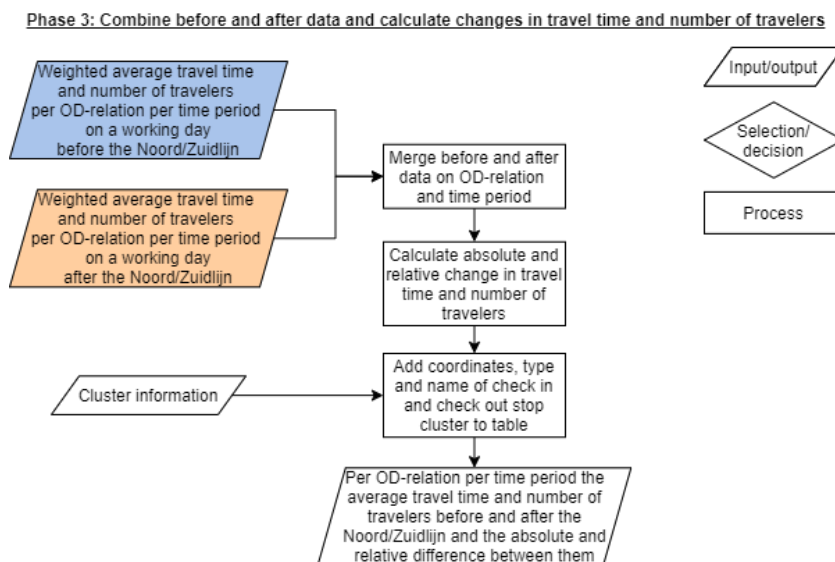 Phase 3: Combine before and after data and calculate changes in travel time and number of travelers
Weighted average travel time
and number of travelers
per OD-relation per time period
on a working day
before the Noord/Zuidlijn
Weighted average travel time
and number of travelers
per OD-relation per time period
on a working day
after the Noord/Zuidlijn
Merge before and after
data on OD-relation
and time period
Calculate absolute and
relative change in travel
time and number of
travelers
Cluster information
Add coordinates, type
and name of check in
and check out stop
cluster to table
Per OD-relation per time period the
average travel time and number of
travelers before and after the
Noord/Zuidlijn and the absolute and
relative difference between them
Input/output
Selection/
decision
Process